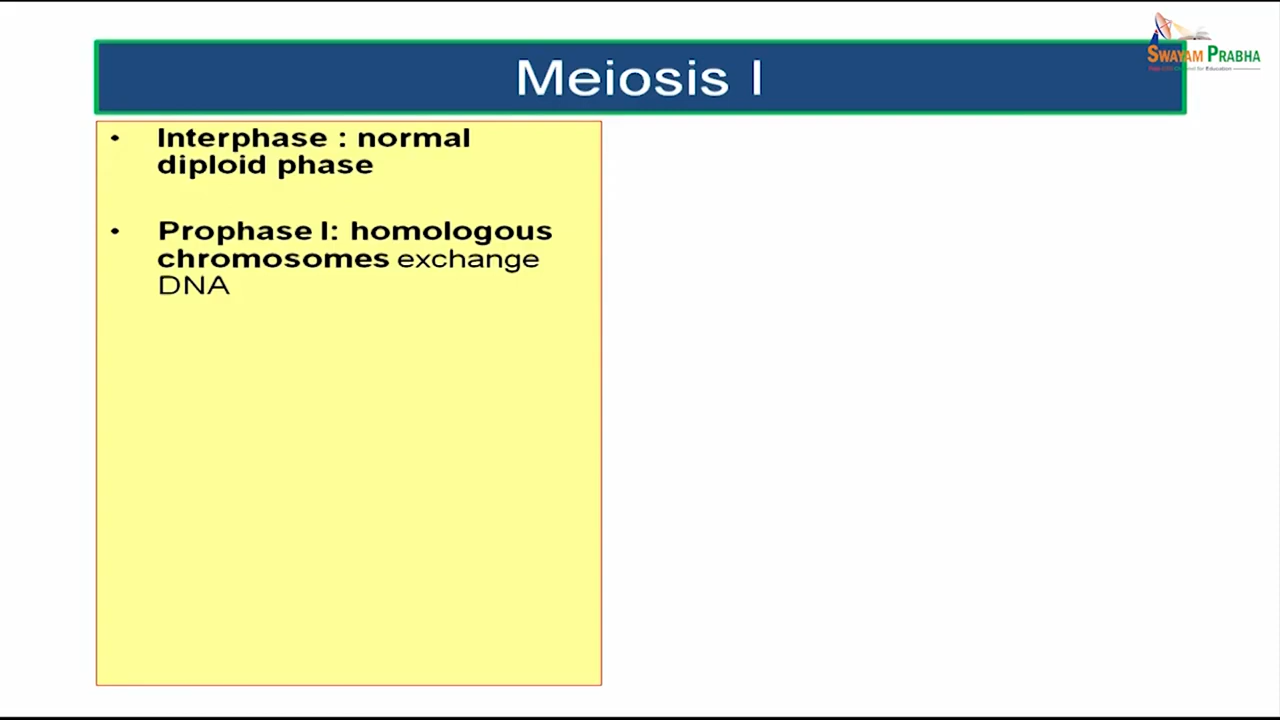 SWAYAM PRABHA
Meiosis I
• Interphase : normal
diploid phase
• Prophase I: homologous
chromosomes exchange
DNA